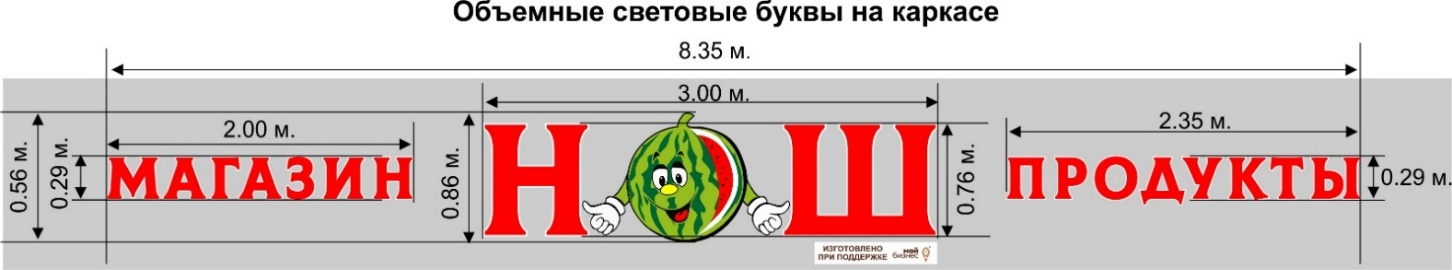 Объемные световые буквы на каркасе
8.35 м.
3.00 м.
2.00 м.
2.35 м.
0.56 м.
0.29 м.
МАГАЗИН
0.86 м.
Н Ш
0.76 м.
ПРОДУКТЫ
0.29 м.
ИЗГОТОВЛЕНО
ПРИ ПОДДЕРЖКЕ
мой
бизнес